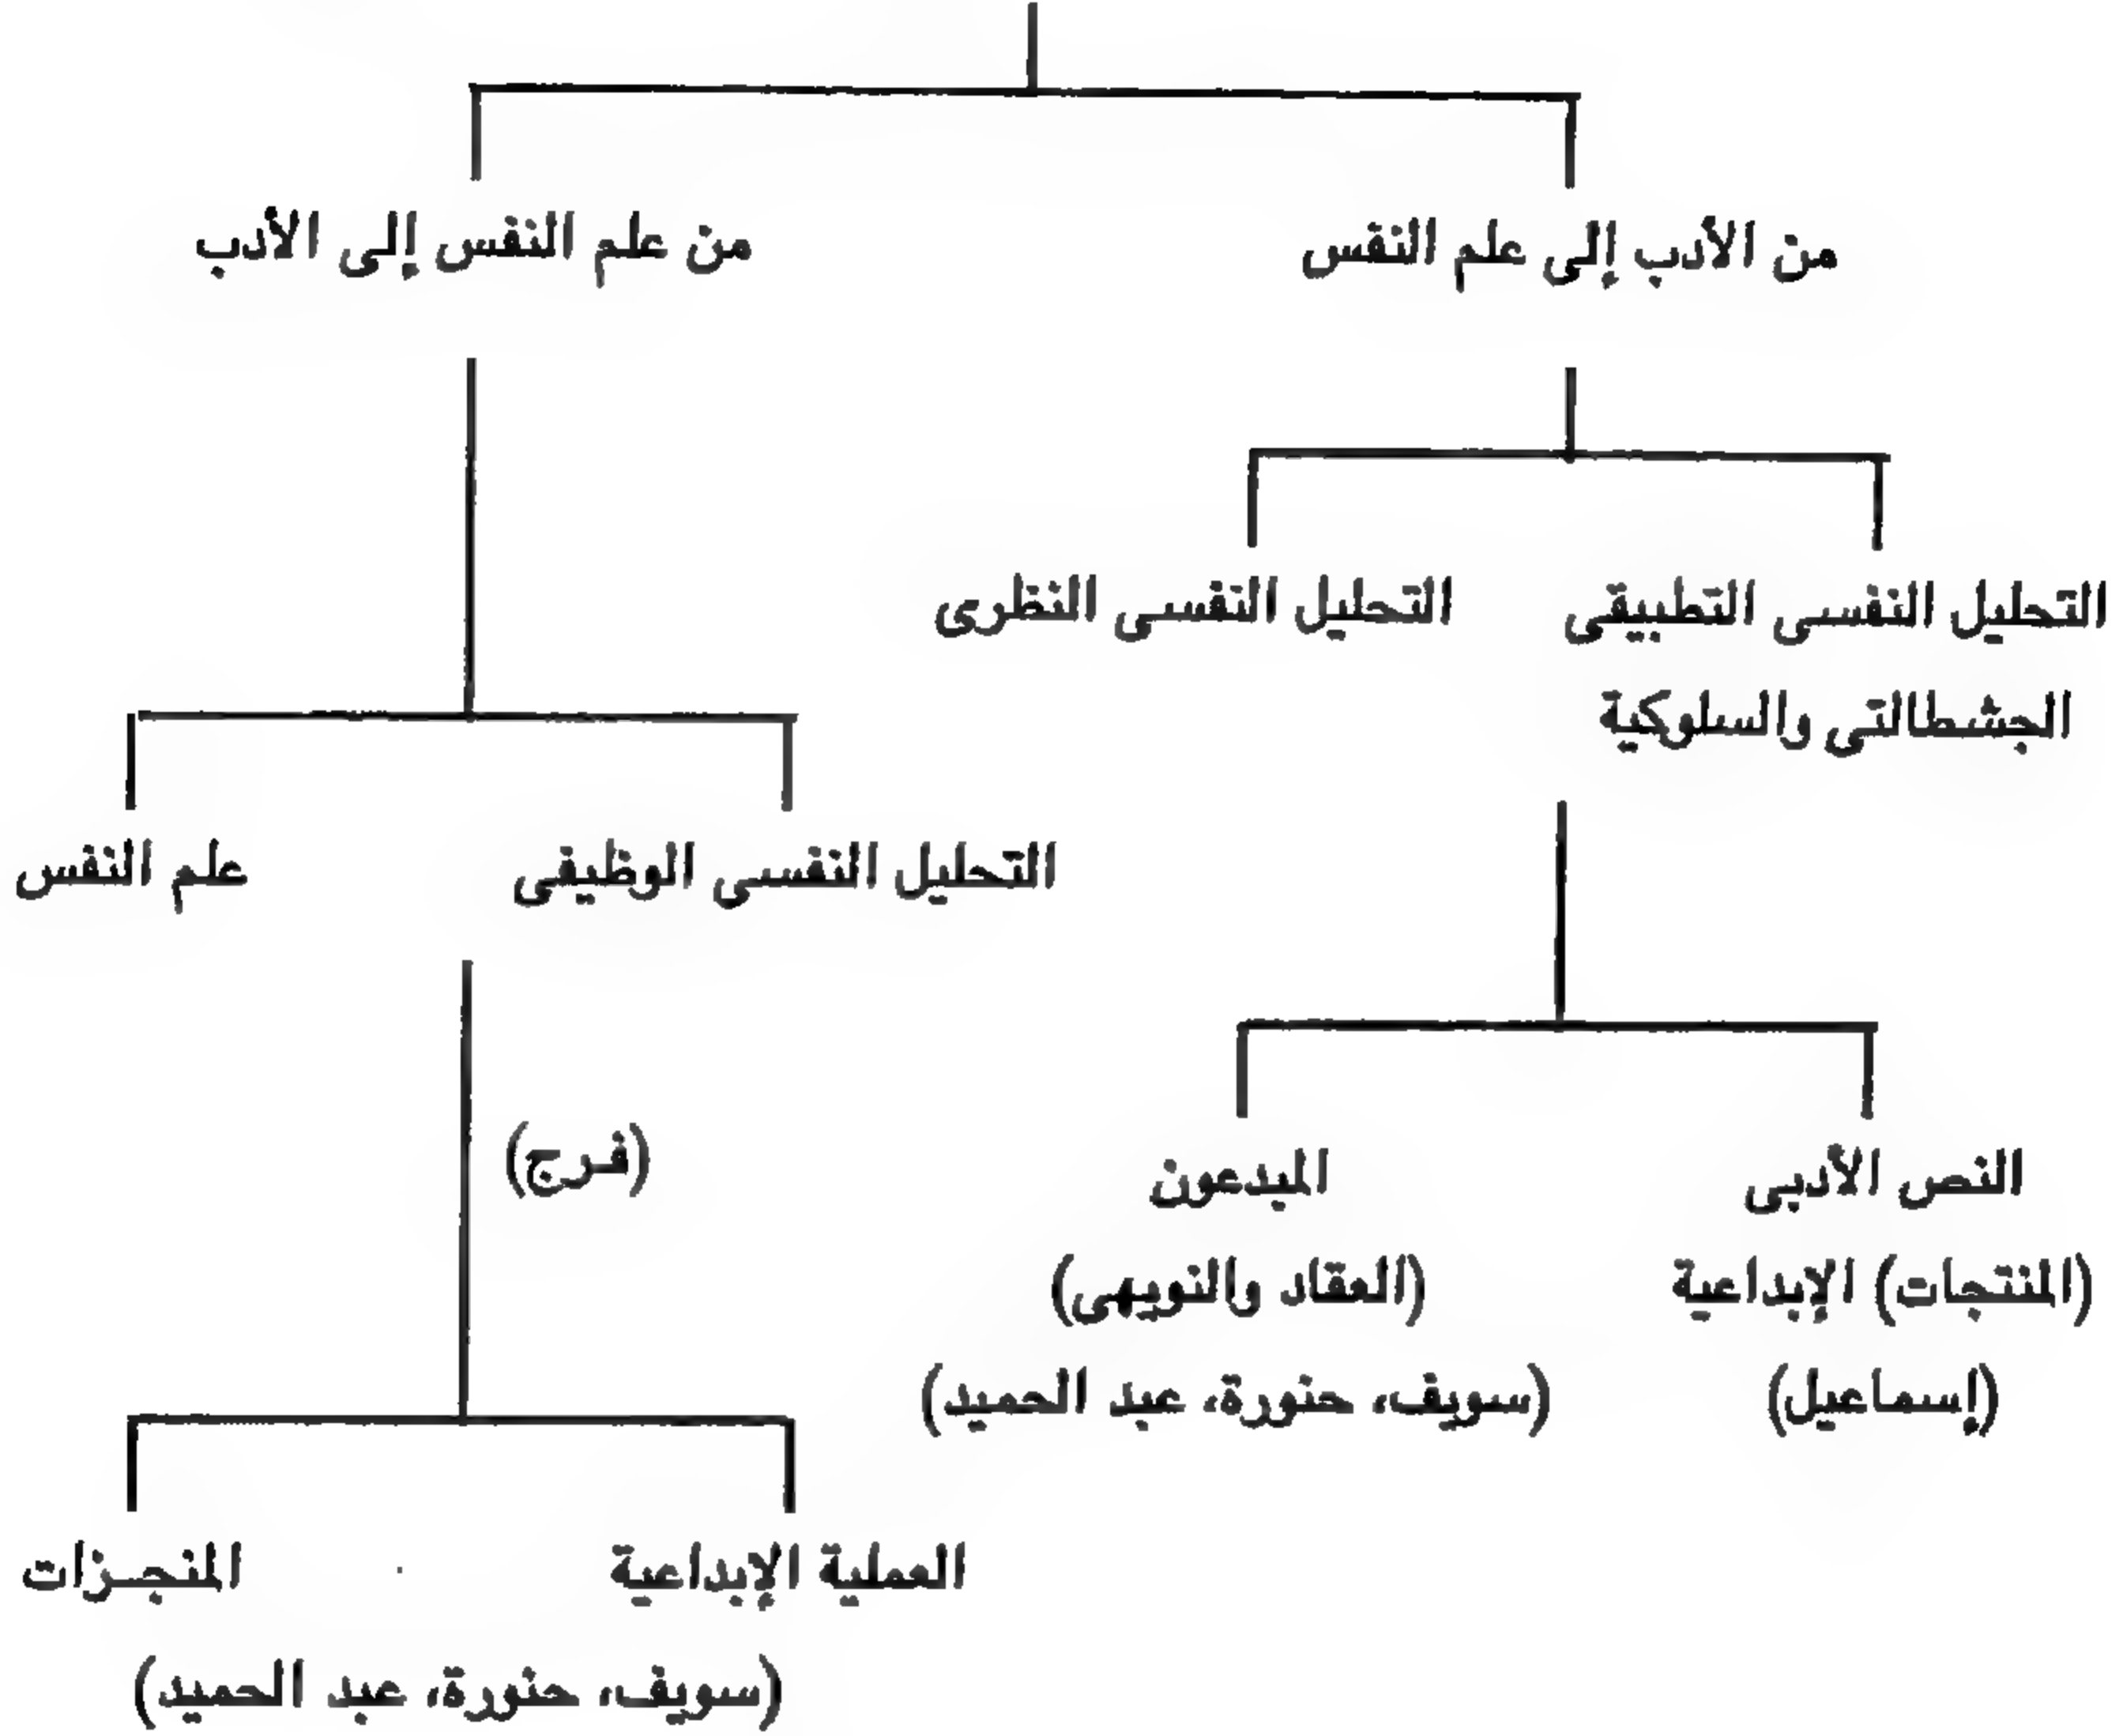 من الأدب إلى علم النفس
من علم النفس إلى الأدب
التحليل النفسى التطبيقى
الجشطالتى والسلوكية
التحليل النفسى النظرى
التحليل النفسى الوظيفى
علم النفس
(فرج)
النص الأدبى
(المنتجات) الإبداعية
(إسماعيل)
المبدعون
(العقاد والنويهى)
(سويف، حنورة، عبد الحميد)
العملية الإبداعية
المنجزات
(سويف، حنورة، عبد الحميد)